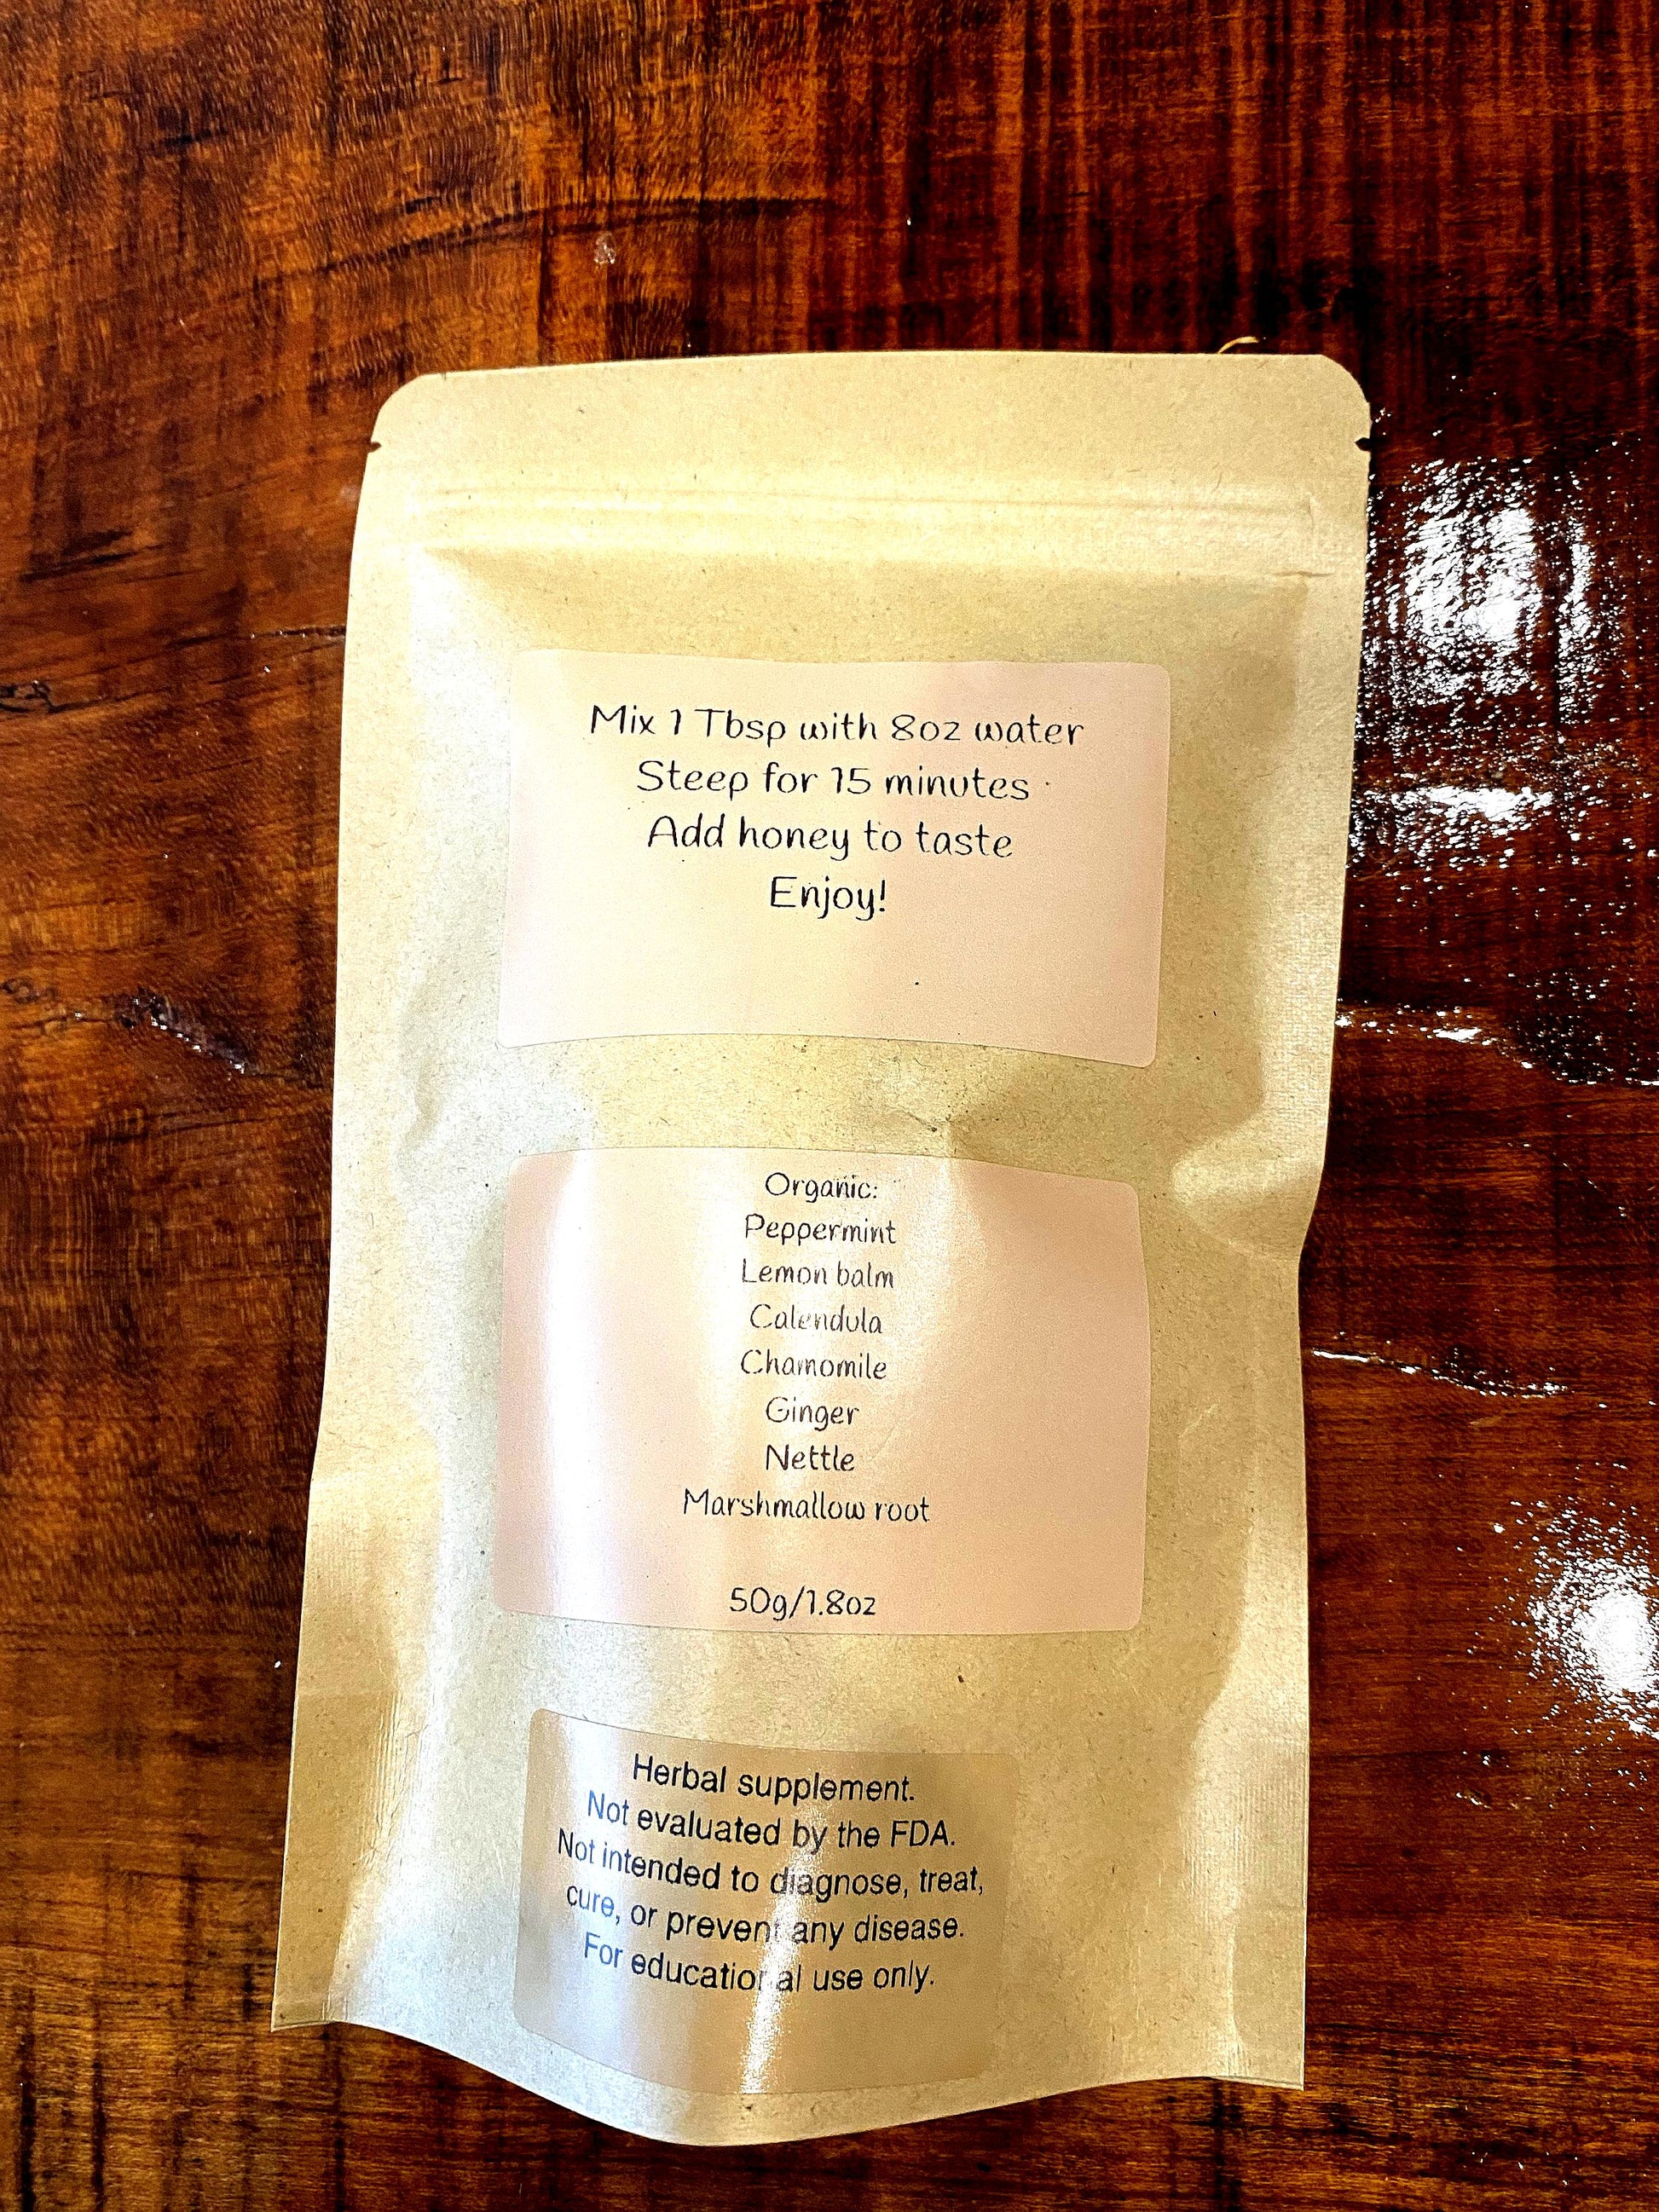 Mix 1 Tbsp with 8oz water
Steep for 15 minutes
Add honey to taste
Enjoy!
Organic:
Peppermint
Lemon balm
Calendula
Chamomile
Ginger
Nettle
Marshmallow root
50g/1.8oz
Herbal supplement.
Not evaluated by the FDA.
Not intended to diagnose, treat,
cure, or prevent any disease.
For educational use only.